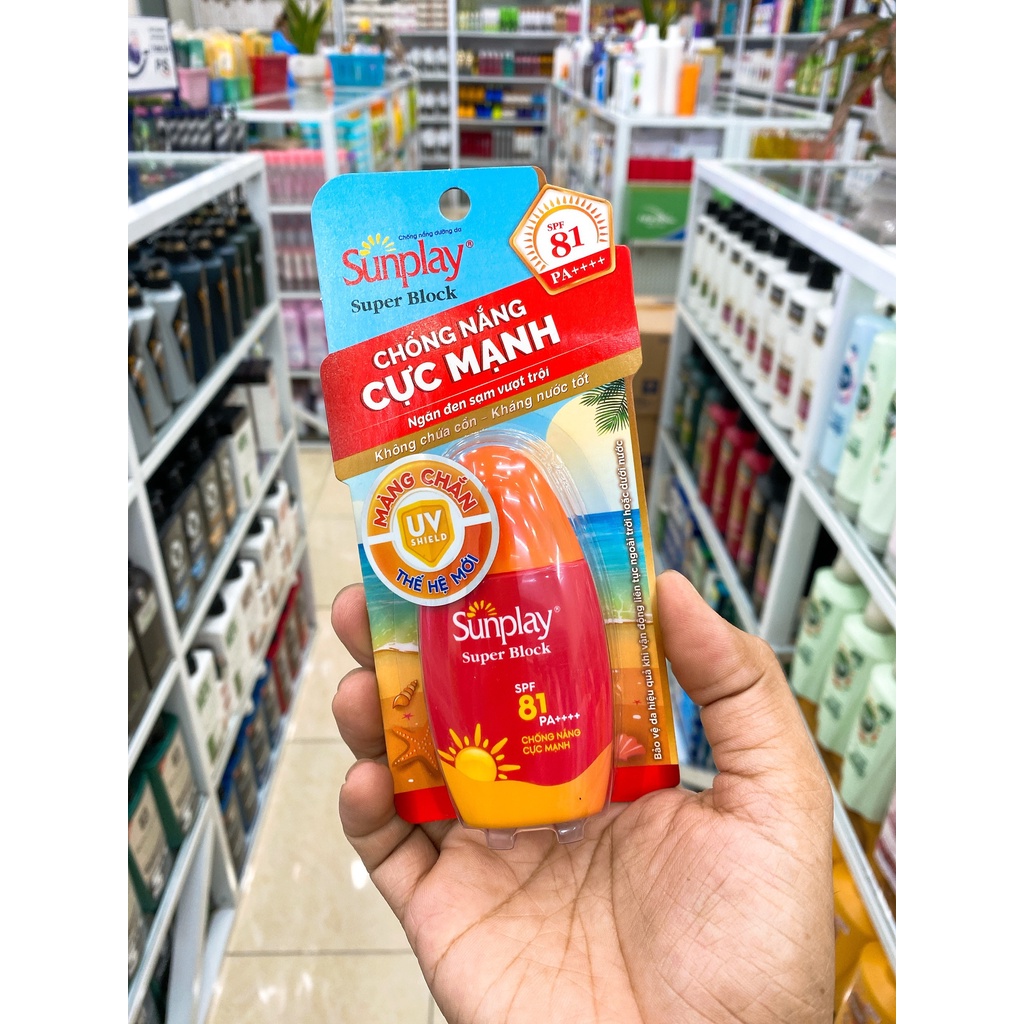 Chống nắng dưỡng da
Sunplay®
Super Block
SPF
81
PA++++
CHỐNG NẮNG
CỰC MẠNH
Ngăn đen sạm vượt trội
Không chứa cồn - Kháng nước tốt
MÀNG CHẮN
UV
SHIELD
THẾ HỆ MỚI
Sunplay®
Super Block
SPF
81
PA++++
CHỐNG NẮNG
CỰC MẠNH
Bảo vệ da hiệu quả khi vận động liên tục ngoài trời hoặc dưới nước